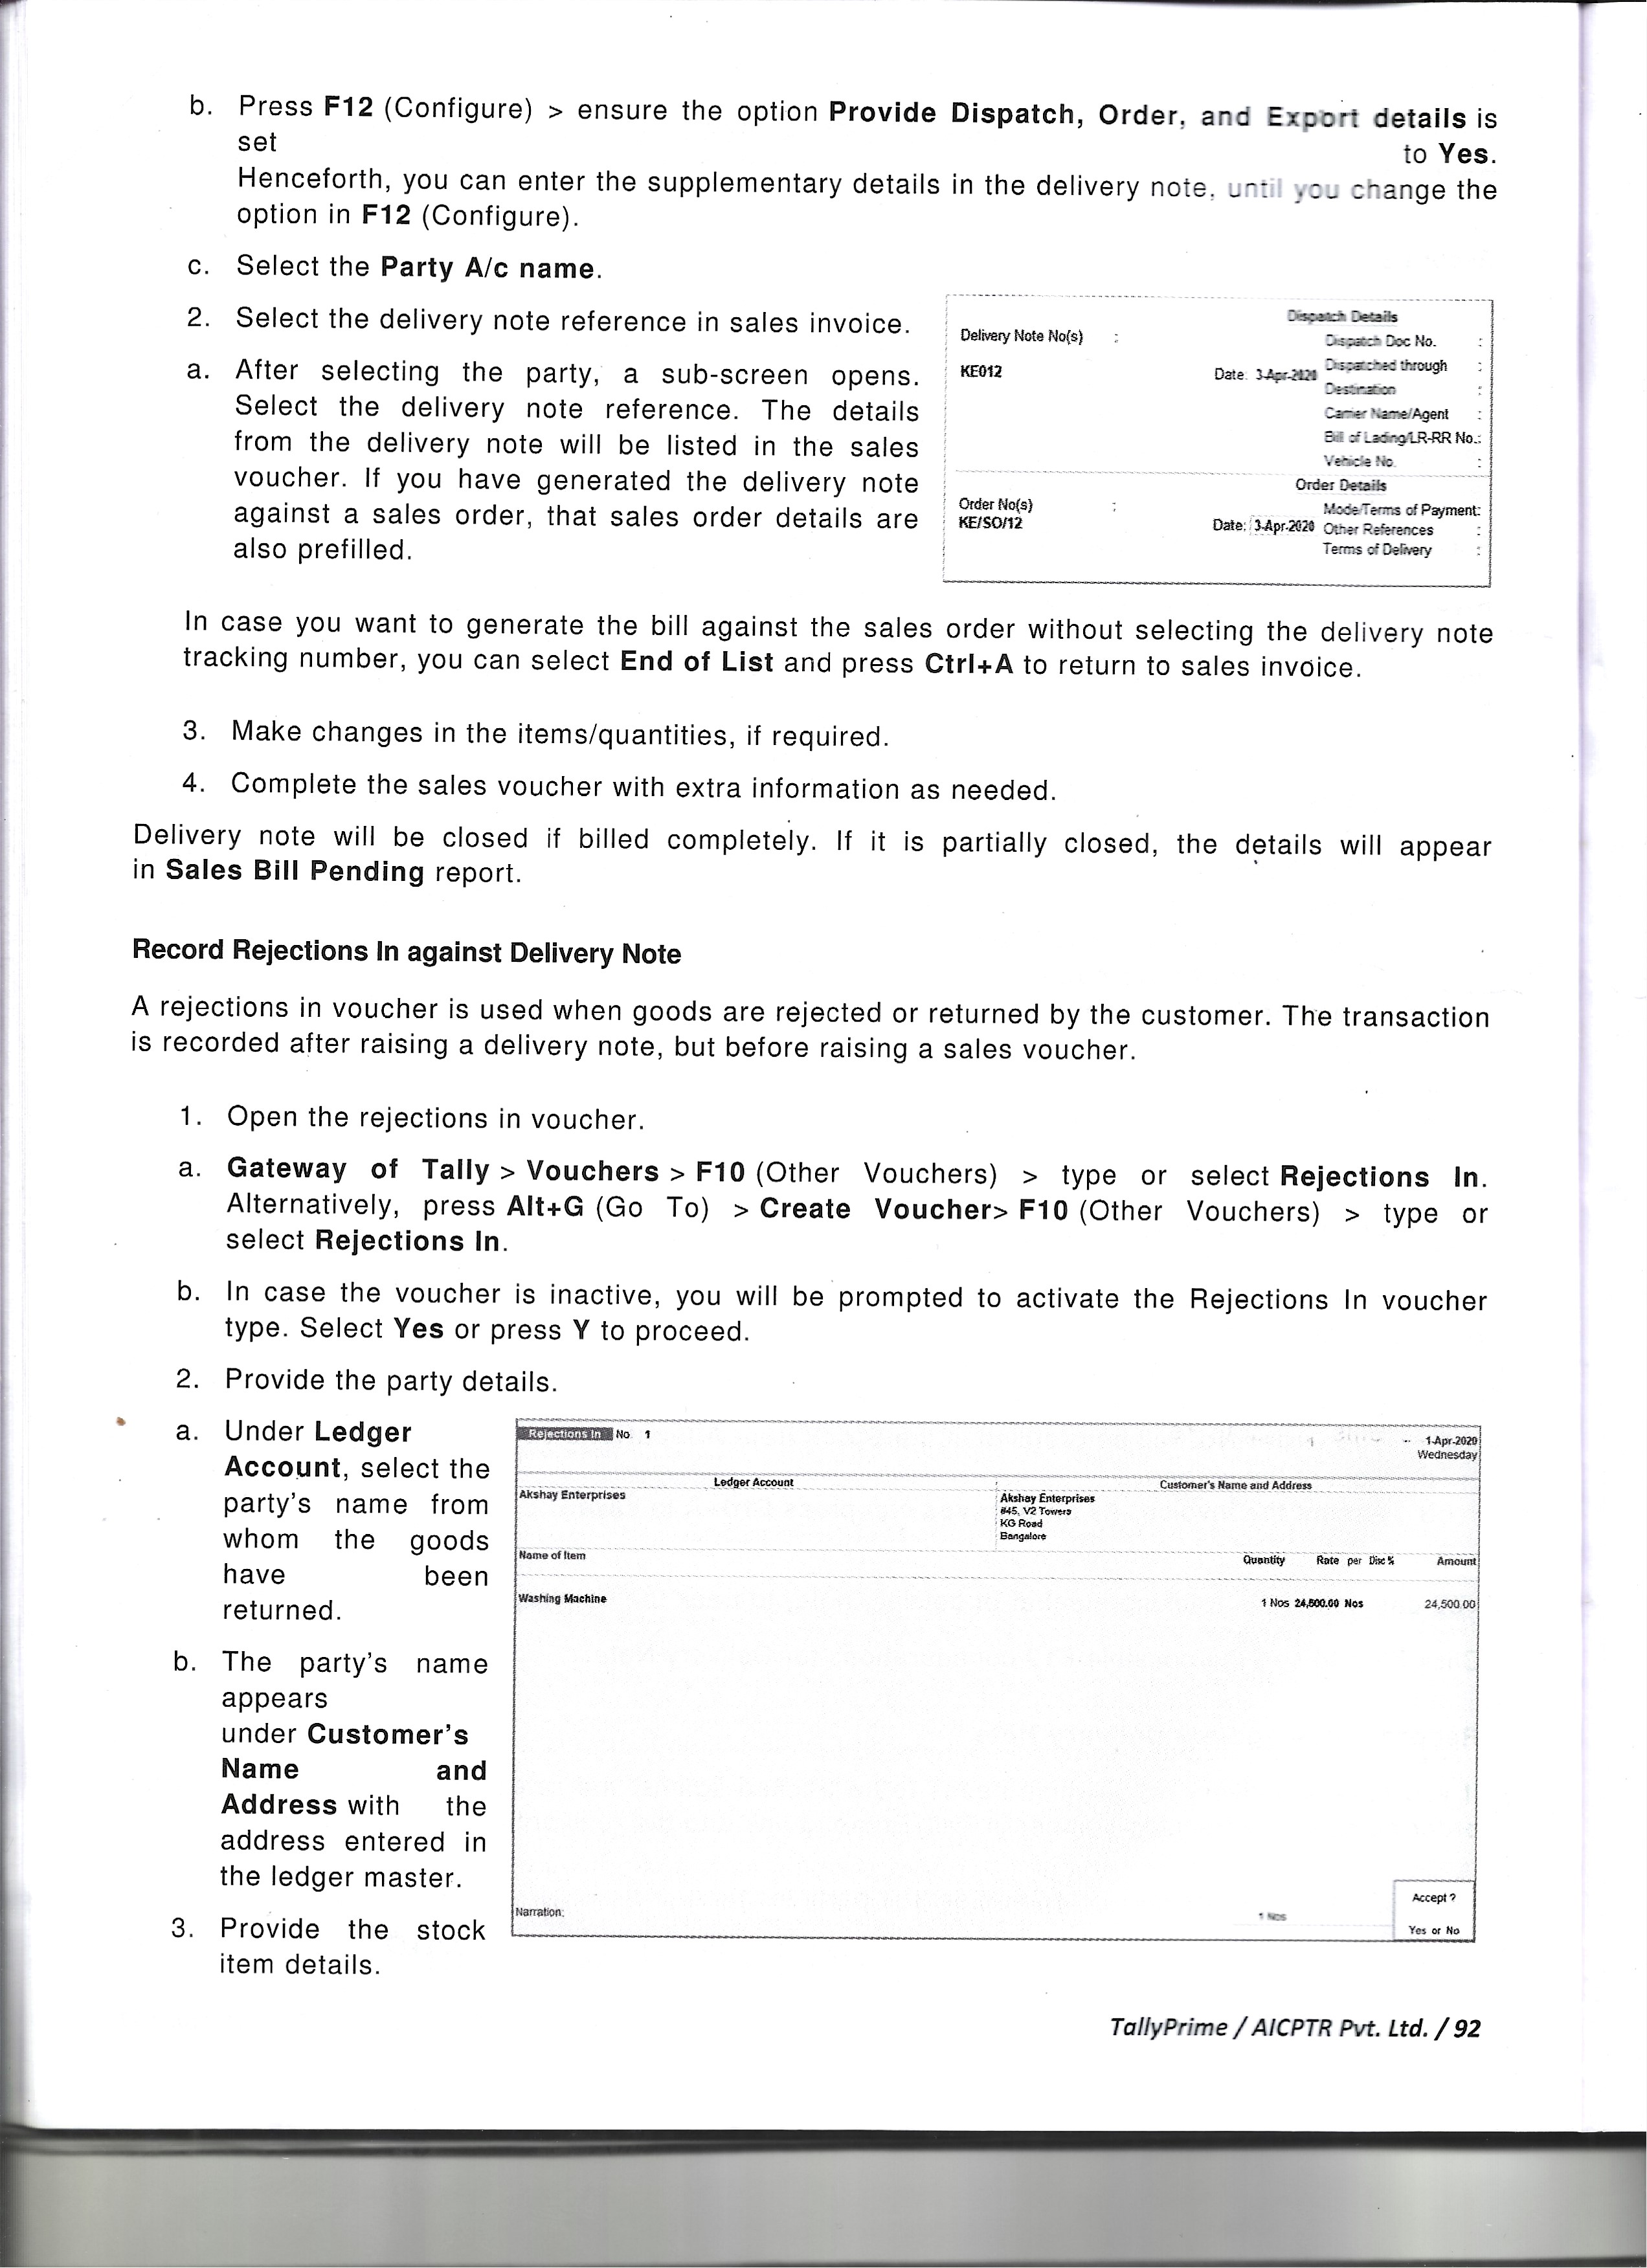 b. Press F12 (Configure) > ensure the option Provide Dispatch, Order, and Export details is
set to Yes.
Henceforth, you can enter the supplementary details in the delivery note, until you change the
option in F12 (Configure).
c. Select the Party A/c name.
2. Select the delivery note reference in sales invoice.
a. After selecting the party, a sub-screen opens.
Select the delivery note reference. The details
from the delivery note will be listed in the sales
voucher. If you have generated the delivery note
against a sales order, that sales order details are
also prefilled.
Dispatch Details
Delivery Note No(s) :
Dispatch Doc No. :
KE012 Date: 3-Apr-2020
Dispatched through :
Destination :
Carrier Name/Agent :
Bill of Lading/LR-RR No.:
Vehicle No. :
Order Details
Order No(s) :
Mode/Terms of Payment:
KE/SO/12 Date: 3-Apr-2020
Other References :
Terms of Delivery :
In case you want to generate the bill against the sales order without selecting the delivery note
tracking number, you can select End of List and press Ctrl+A to return to sales invoice.
3. Make changes in the items/quantities, if required.
4. Complete the sales voucher with extra information as needed.
Delivery note will be closed if billed completely. If it is partially closed, the details will appear
in Sales Bill Pending report.
Record Rejections In against Delivery Note
A rejections in voucher is used when goods are rejected or returned by the customer. The transaction
is recorded after raising a delivery note, but before raising a sales voucher.
1. Open the rejections in voucher.
a. Gateway of Tally > Vouchers > F10 (Other Vouchers) > type or select Rejections In.
Alternatively, press Alt+G (Go To) > Create Voucher> F10 (Other Vouchers) > type or
select Rejections In.
b. In case the voucher is inactive, you will be prompted to activate the Rejections In voucher
type. Select Yes or press Y to proceed.
2. Provide the party details.
a. Under Ledger
Account, select the
party's name from
whom the goods
have been
returned.
b. The party's name
appears
under Customer's
Name and
Address with the
address entered in
the ledger master.
3. Provide the stock
item details.
Rejections In No. 1 1-Apr-2020
Wednesday
Ledger Account Customer's Name and Address
Akshay Enterprises Akshay Enterprises
#45, V2 Towers
KG Road
Bangalore
Name of Item Quantity Rate per Disc % Amount
Washing Machine 1 Nos 24,500.00 Nos 24,500.00
Accept ?
Narration: 1 Nos
Yes or No
TallyPrime / AICPTR Pvt. Ltd. / 92